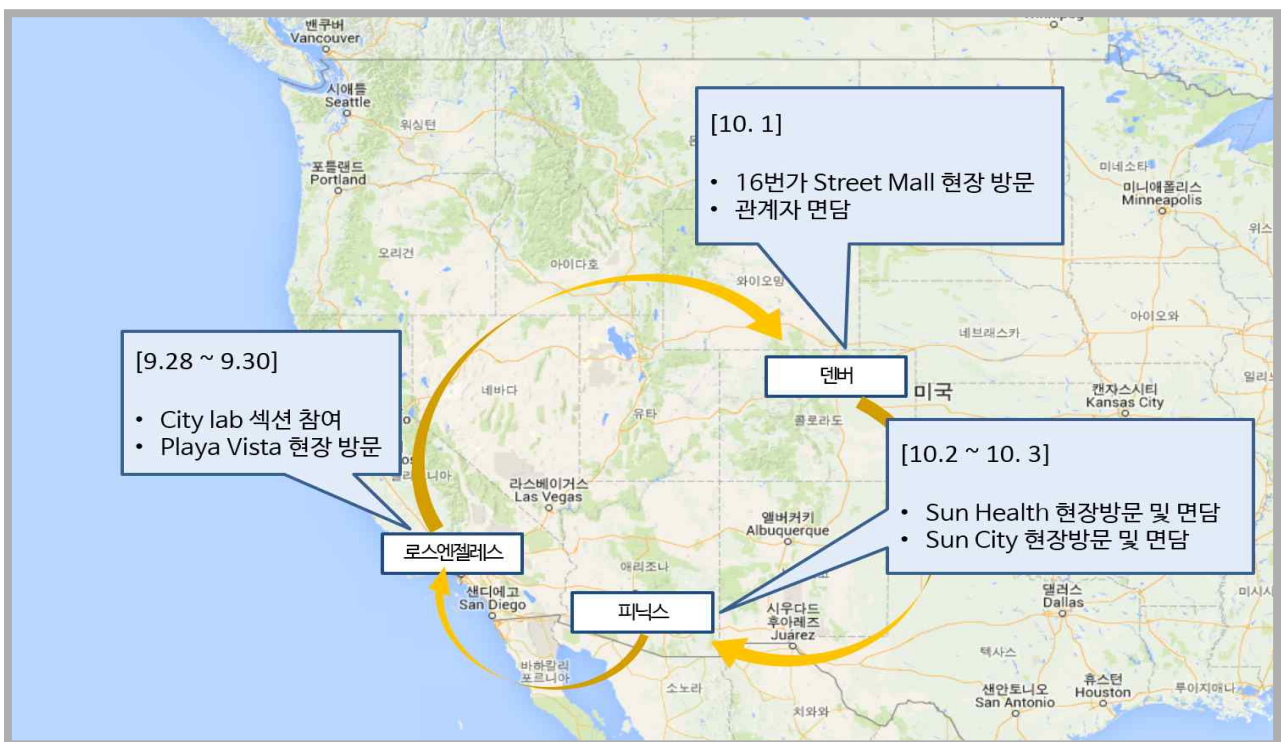 밴쿠버
Vancouver
시애틀
Seattle
워싱턴
포틀랜드
Portland
[10. 1]
• 16번가 Street Mall 현장 방문
• 관계자 면담
미네소타
미니애폴리스
Minneapolis
오리건
아이다호
와이오밍
네브래스카
아이오와
[9.28 ~ 9.30]
• City lab 섹션 참여
• Playa Vista 현장 방문
네바다
유타
덴버
미국
콜로라도
캔자스시티
Kansas City
[10.2 ~ 10. 3]
• Sun Health 현장방문 및 면담
• Sun City 현장방문 및 면담
라스베이거스
Las Vegas
앨버커키
Albuquerque
로스엔젤레스
애리조나
샌디에고
San Diego
피닉스
시우다드
후아레즈
Juárez
댈러스
Dallas
텍사스
바하칼리
포르니아
소노라
치와와
샌안토니오
San Antonio
휴스턴
Houston
루이지애나